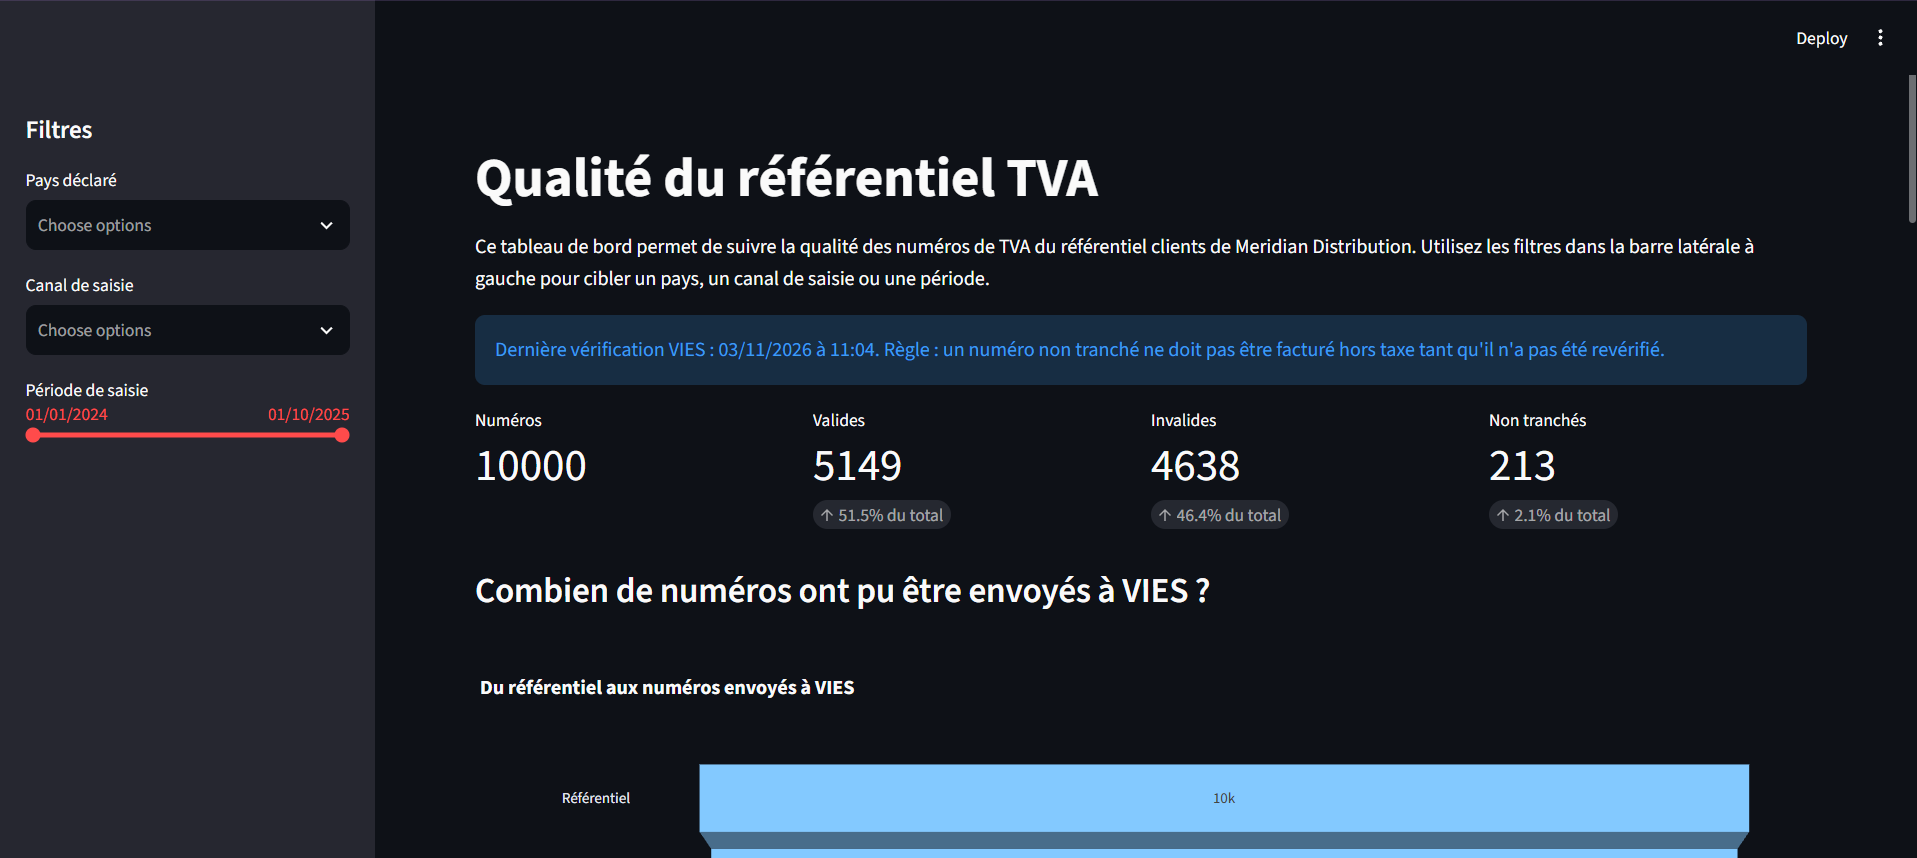 Deploy
Filtres
Pays déclaré
Choose options
Canal de saisie
Choose options
Période de saisie
01/01/2024 01/10/2025
Qualité du référentiel TVA
Ce tableau de bord permet de suivre la qualité des numéros de TVA du référentiel clients de Meridian Distribution. Utilisez les filtres dans la barre latérale à
gauche pour cibler un pays, un canal de saisie ou une période.
Dernière vérification VIES : 03/11/2026 à 11:04. Règle : un numéro non tranché ne doit pas être facturé hors taxe tant qu'il n'a pas été revérifié.
Numéros
10000
Valides
5149
↑ 51.5% du total
Invalides
4638
↑ 46.4% du total
Non tranchés
213
↑ 2.1% du total
Combien de numéros ont pu être envoyés à VIES ?
Du référentiel aux numéros envoyés à VIES
Référentiel
10k